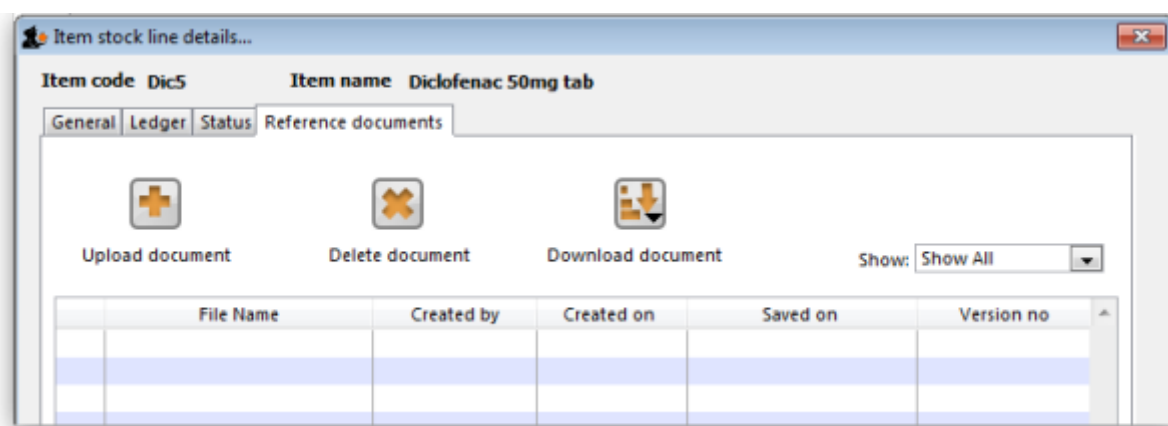 Item stock line details...
Item code Dic5 Item name Diclofenac 50mg tab
General Ledger Status Reference documents
Upload document Delete document Download document Show: Show All
File Name Created by Created on Saved on Version no